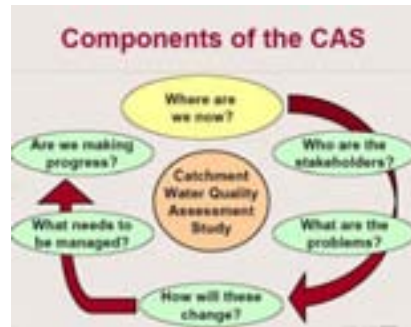 Components of the CAS
Where are
we now?
Are we making
progress?
Who are the
stakeholders?
Catchment
Water Quality
Assessment
Study
What needs to
be managed?
What are the
problems?
How will these
change?